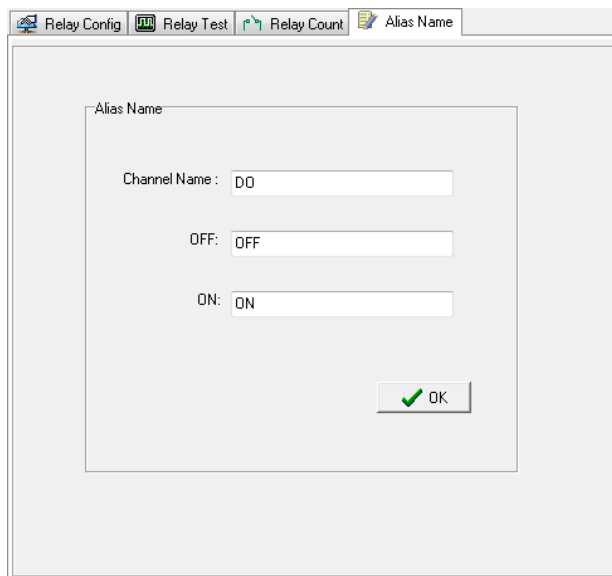 Relay Config Relay Test Relay Count Alias Name
Alias Name
Channel Name : DO
OFF: OFF
ON: ON
OK